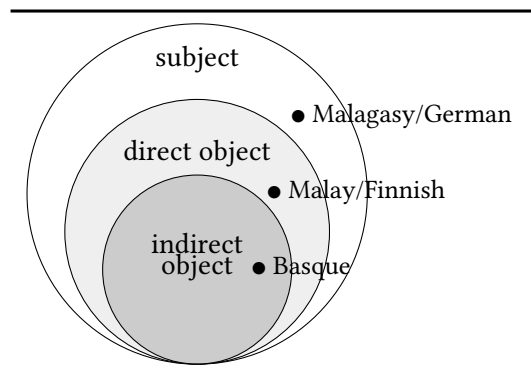 subject
Malagasy/German
direct object
Malay/Finnish
indirect
object
Basque